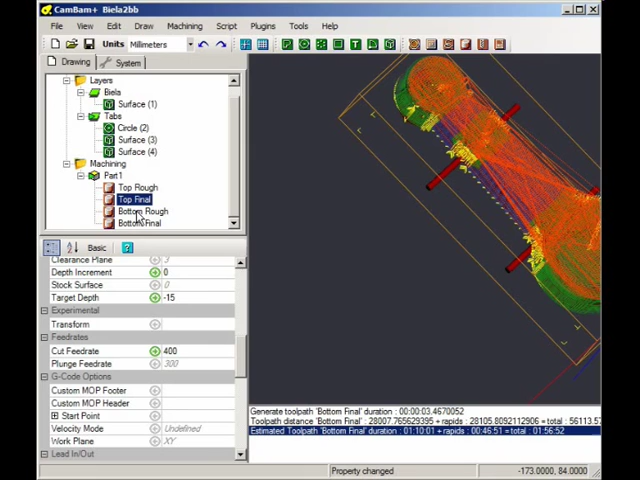 CamBam+ Biela2bb
File Edit View Draw Machining Script Plugins Tools Help
Units Millimeters
Drawing System
Layers
Biela
Surface (1)
Tabs
Circle (2)
Surface (3)
Surface (4)
Machining
Part1
Top Rough
Top Final
Bottom Rough
Bottom Final
Basic
Clearance Plane 3
Depth Increment 0
Stock Surface 0
Target Depth -15
Experimental
Transform
Feedrates
Cut Feedrate 400
Plunge Feedrate 300
G-Code Options
Custom MOP Footer
Custom MOP Header
Start Point
Velocity Mode Undefined
Work Plane XY
Lead In/Out
Generate toolpath 'Bottom Final' duration : 00:00:03.4670052
Toolpath distance 'Bottom Final' : 28007.765629395 + rapids : 28105.8092112906 = total : 56113.57
Estimated Toolpath 'Bottom Final' duration : 01:10:01 + rapids : 00:46:51 = total : 01:56:52
Property changed
-173.0000, 84.0000